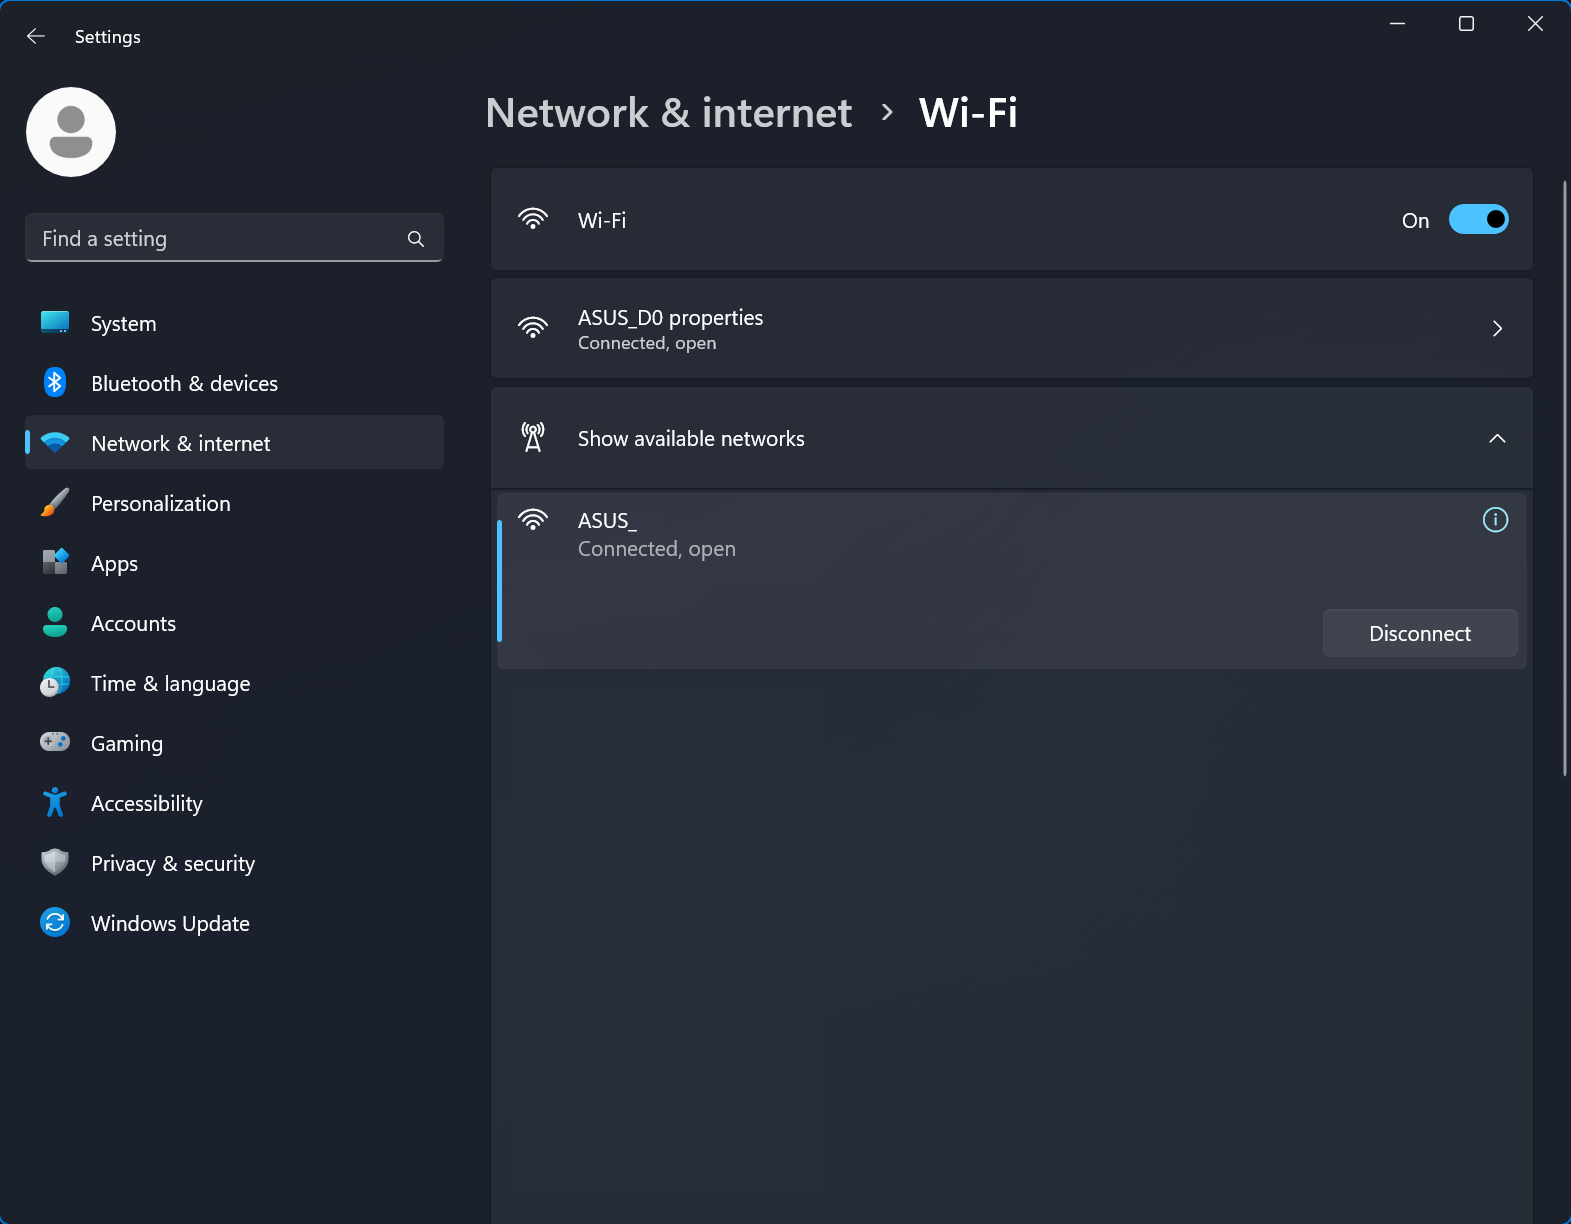 Settings
Find a setting
System
Bluetooth & devices
Network & internet
Personalization
Apps
Accounts
Time & language
Gaming
Accessibility
Privacy & security
Windows Update
Network & internet › Wi-Fi
Wi-Fi On
ASUS_D0 properties
Connected, open
Show available networks
ASUS_
Connected, open
Disconnect